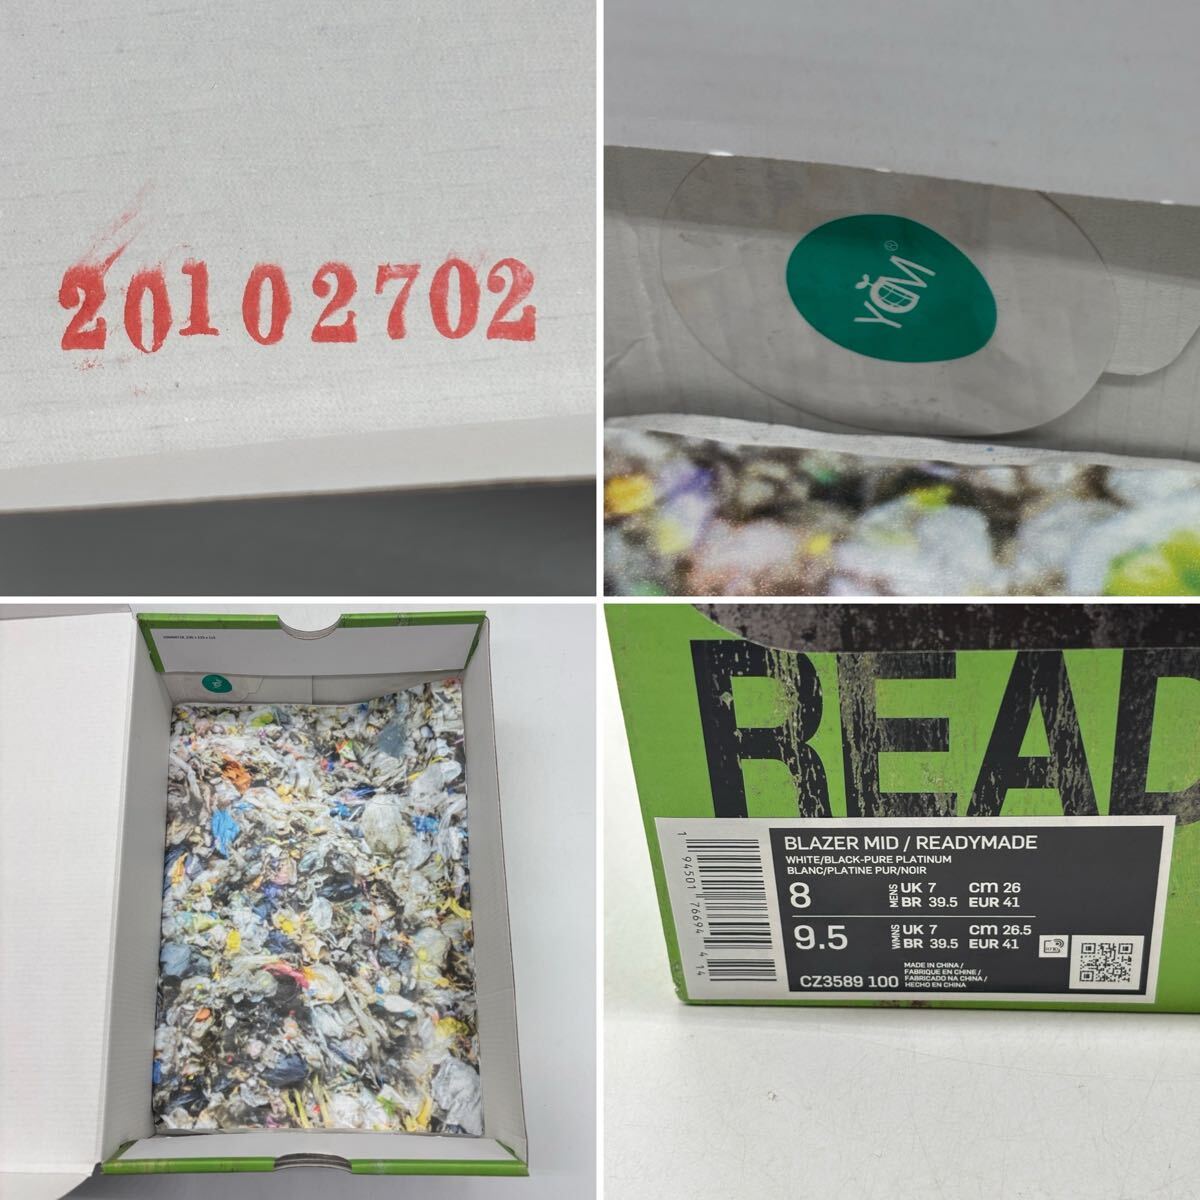 20102702
YOM®
READ
BLAZER MID / READYMADE
WHITE/BLACK-PURE PLATINUM
BLANC/PLATINE PUR/NOIR
8 MENS UK 7 cm 26
BR 39.5 EUR 41
9.5 WMNS UK 7 cm 26.5
BR 39.5 EUR 41
CZ3589 100
MADE IN CHINA /
FABRIQUE EN CHINE /
FABRICADO NA CHINA /
HECHO EN CHINA
1 94501 76694 4 14